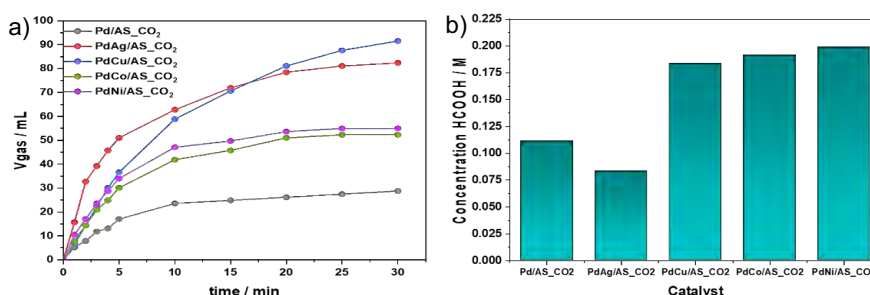 a)
Vgas / mL
100
90
80
70
60
50
40
30
20
10
0
Pd/AS_CO₂
PdAg/AS_CO₂
PdCu/AS_CO₂
PdCo/AS_CO₂
PdNi/AS_CO₂
0 5 10 15 20 25 30
time / min
b)
Concentration HCOOH / M
0.225
0.200
0.175
0.150
0.125
0.100
0.075
0.050
0.025
0.000
Pd/AS_CO2 PdAg/AS_CO2 PdCu/AS_CO2 PdCo/AS_CO2 PdNi/AS_CO
Catalyst